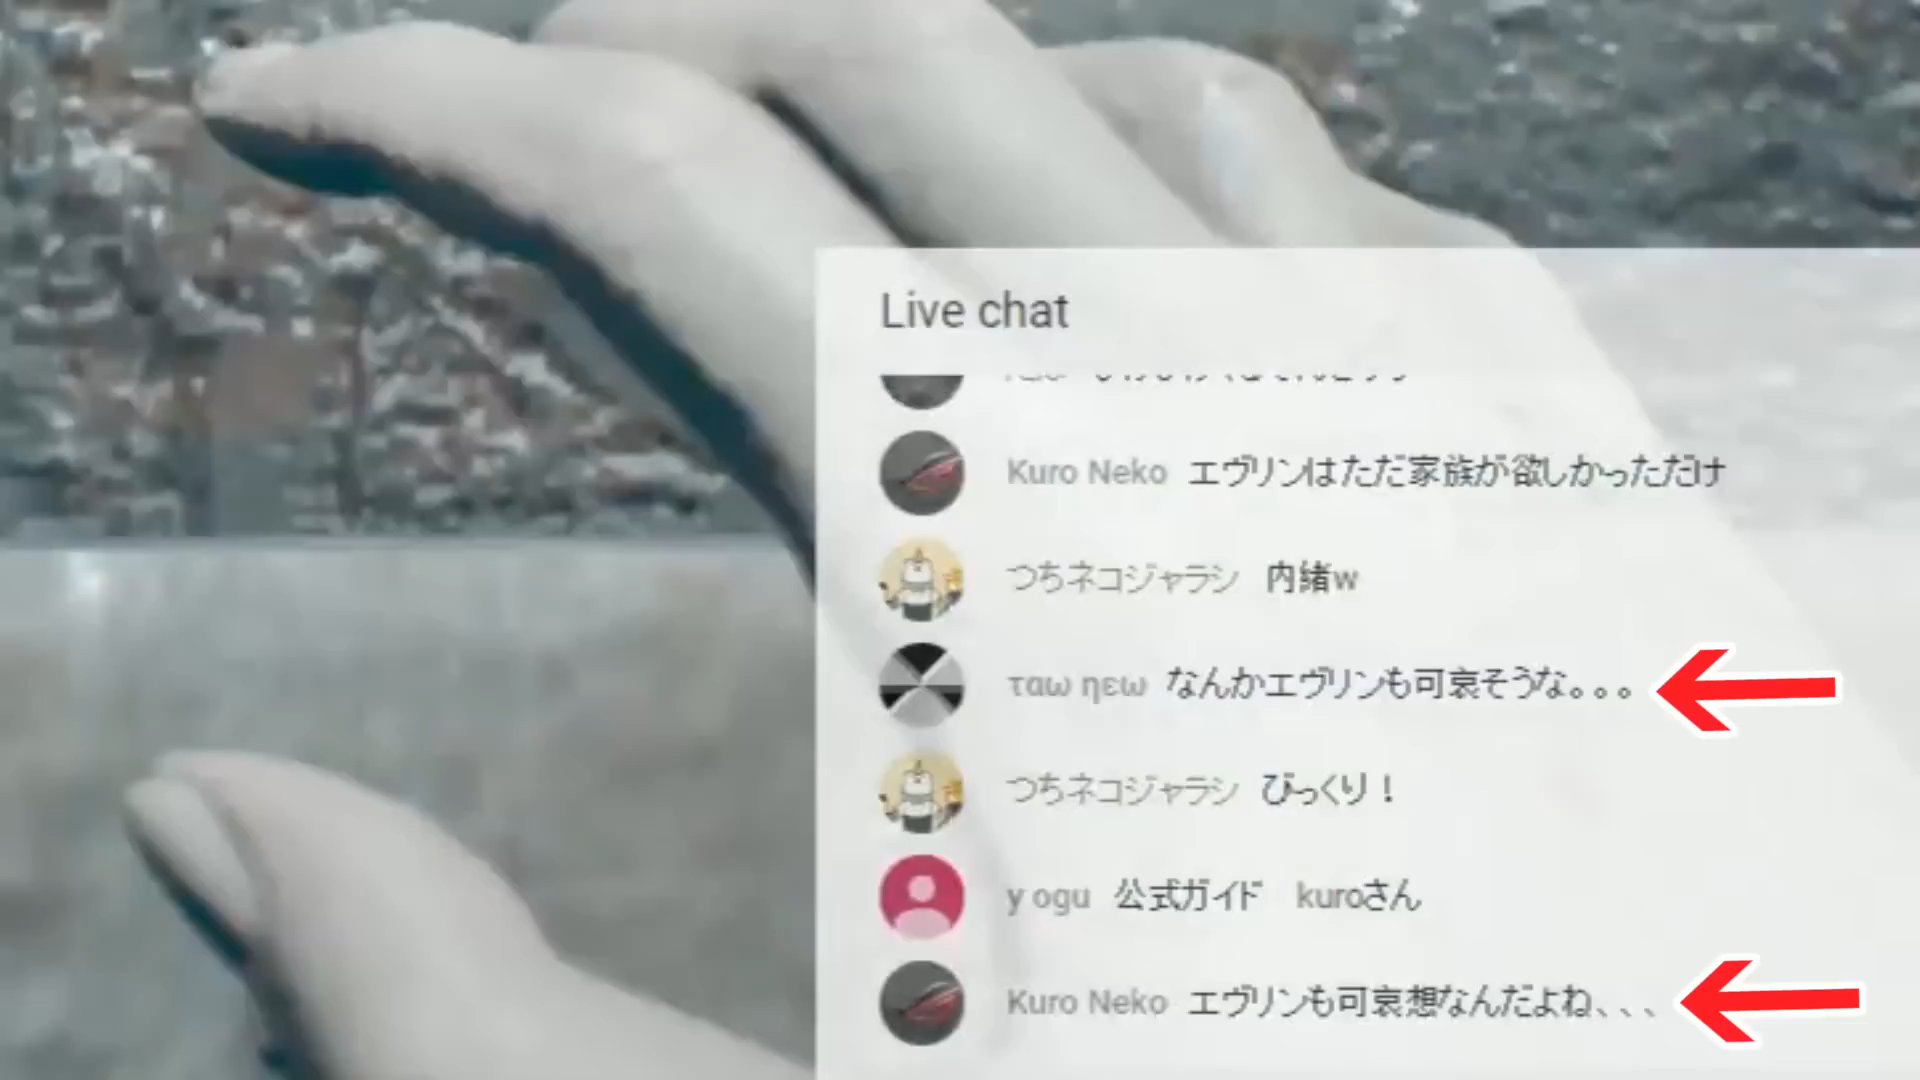 Live chat
Kuro Neko エヴリンはただ家族が欲しかっただけ
つちネコジャラシ 内緒w
ταω ηεω なんかエヴリンも可哀そうな。。。
つちネコジャラシ びっくり！
y ogu 公式ガイド　kuroさん
Kuro Neko エヴリンも可哀想なんだよね、、、